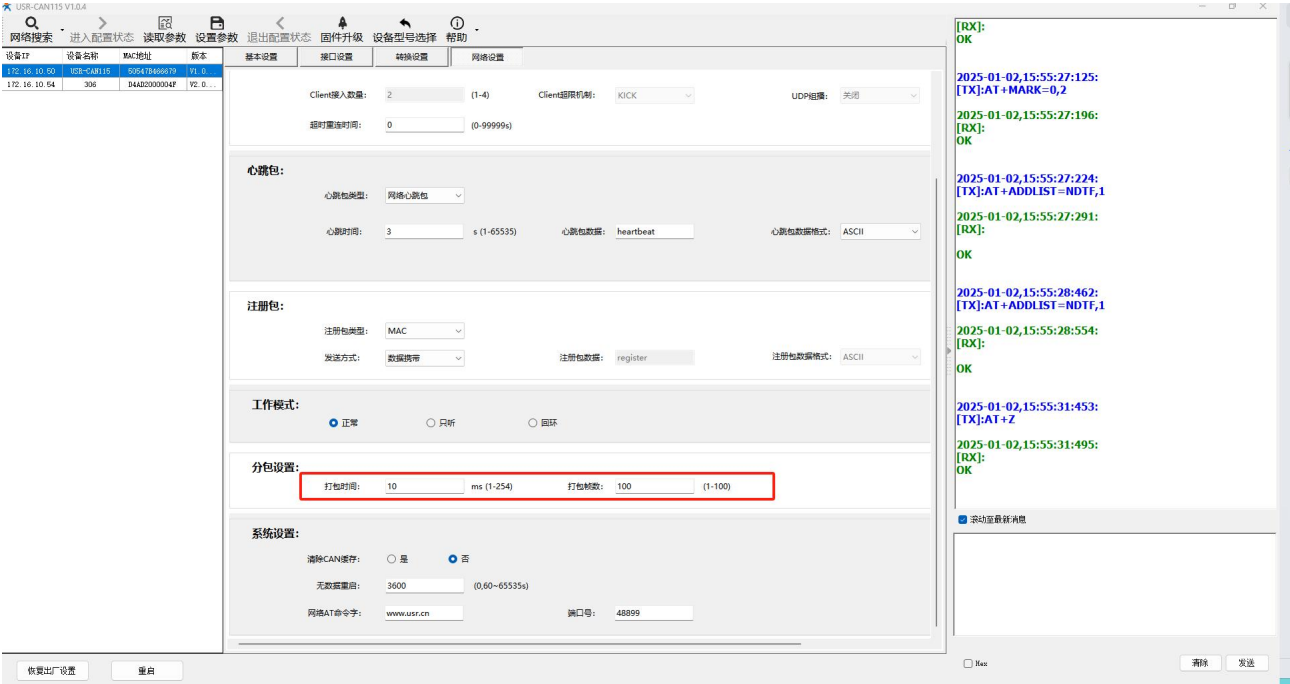 USR-CAN115 V1.0.4
网络搜索 进入配置状态 读取参数 设置参数 退出配置状态 固件升级 设备型号选择 帮助
设备IP 设备名称 MAC地址 版本
172.16.10.50 USR-CAN115 505478466679 V1.0...
172.16.10.54 306 D4AD2000004F V2.0...
基本设置 接口设置 转换设置 网络设置
Client接入数量: 2 (1-4) Client超限机制: KICK UDP组播: 关闭
超时重连时间: 0 (0-99999s)
心跳包:
心跳包类型: 网络心跳包
心跳时间: 3 s (1-65535) 心跳包数据: heartbeat 心跳包数据格式: ASCII
注册包:
注册包类型: MAC
发送方式: 数据携带 注册包数据: register 注册包数据格式: ASCII
工作模式:
正常 只听 回环
分包设置:
打包时间: 10 ms (1-254) 打包帧数: 100 (1-100)
系统设置:
清除CAN缓存: 是 否
无数据重启: 3600 (0,60~65535s)
网络AT命令字: www.usr.cn 端口号: 48899
恢复出厂设置 重启
[RX]:
OK
2025-01-02,15:55:27:125:
[TX]:AT+MARK=0,2
2025-01-02,15:55:27:196:
[RX]:
OK
2025-01-02,15:55:27:224:
[TX]:AT+ADDLIST=NDTF,1
2025-01-02,15:55:27:291:
[RX]:
OK
2025-01-02,15:55:28:462:
[TX]:AT+ADDLIST=NDTF,1
2025-01-02,15:55:28:554:
[RX]:
OK
2025-01-02,15:55:31:453:
[TX]:AT+Z
2025-01-02,15:55:31:495:
[RX]:
OK
滚动至最新消息
Hex 清除 发送